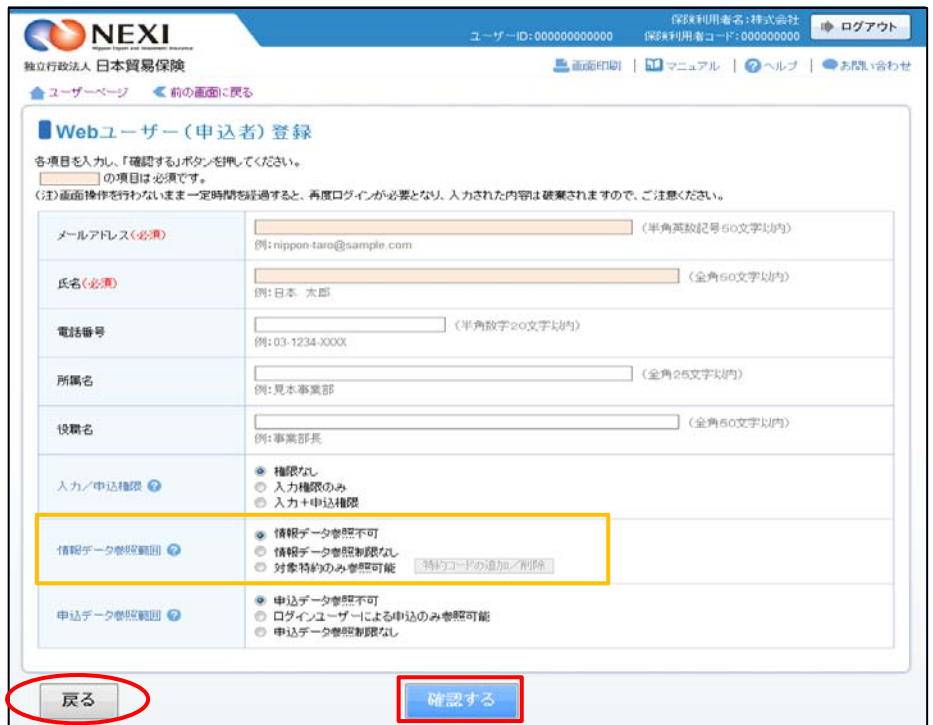 NEXI
Nippon Export and Investment Insurance
独立行政法人 日本貿易保険
ユーザーID:000000000000
保険利用者名:株式会社
保険利用者コード:000000000
ログアウト
画面印刷 | マニュアル | ヘルプ | お問い合わせ
ユーザーページ 前の画面に戻る
Webユーザー(申込者)登録
各項目を入力し、「確認する」ボタンを押してください。
の項目は必須です。
(注)画面操作を行わないまま一定時間を経過すると、再度ログインが必要となり、入力された内容は破棄されますので、ご注意ください。
メールアドレス(必須)
(半角英数記号60文字以内)
例:nippon-taro@sample.com
氏名(必須)
(全角50文字以内)
例:日本 太郎
電話番号
(半角数字20文字以内)
例:03-1234-XXXX
所属名
(全角25文字以内)
例:見本事業部
役職名
(全角50文字以内)
例:事業部長
入力/申込権限
権限なし
入力権限のみ
入力+申込権限
情報データ参照範囲
情報データ参照不可
情報データ参照制限なし
対象特約のみ参照可能 特約コードの追加/削除
申込データ参照範囲
申込データ参照不可
ログインユーザーによる申込のみ参照可能
申込データ参照制限なし
戻る
確認する